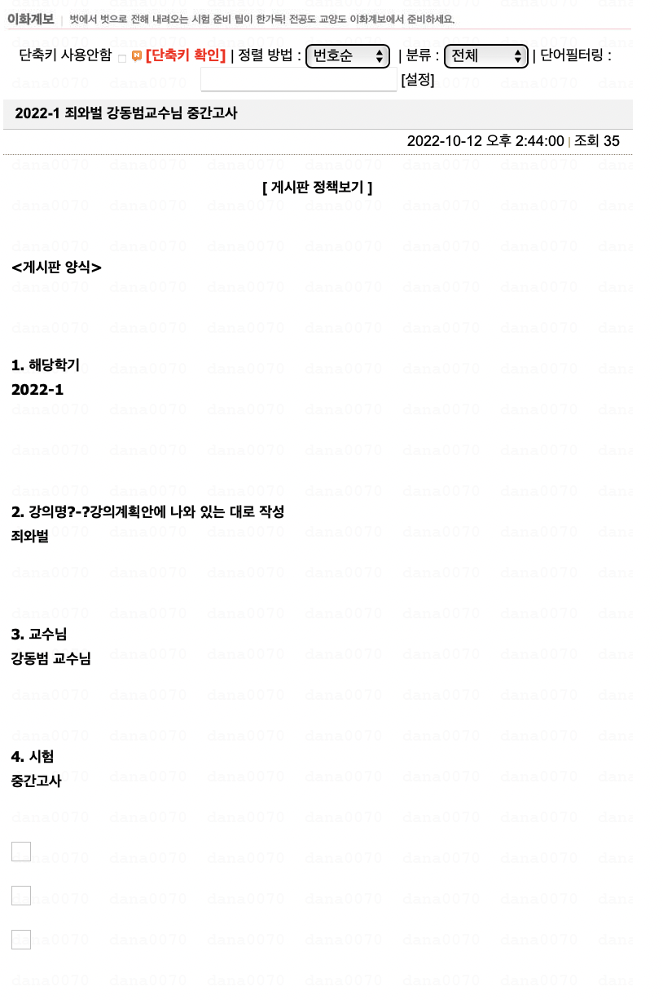 이화계보 | 벗에서 벗으로 전해 내려오는 시험 준비 팁이 한가득! 전공도 교양도 이화계보에서 준비하세요.
단축키 사용안함 [단축키 확인] | 정렬 방법 : 번호순 | 분류 : 전체 | 단어필터링 :
[설정]
2022-1 죄와벌 강동범교수님 중간고사
2022-10-12 오후 2:44:00 | 조회 35
[ 게시판 정책보기 ]
<게시판 양식>
1. 해당학기
2022-1
2. 강의명?-?강의계획안에 나와 있는 대로 작성
죄와벌
3. 교수님
강동범 교수님
4. 시험
중간고사
dana0070